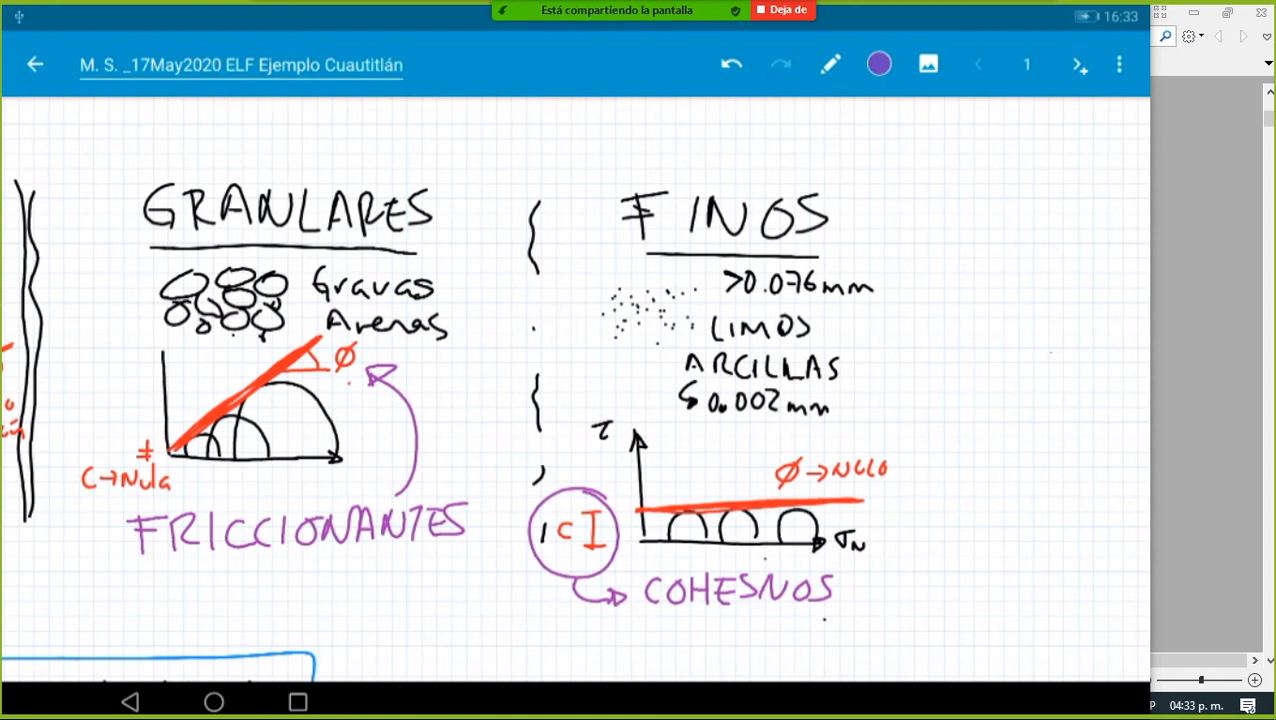 Está compartiendo la pantalla
Deja de
16:33
M. S. _17May2020 ELF Ejemplo Cuautitlán
1
GRANLARES
Gravas
Arenas
Ø
C→Nula
FRICCIONANTES
FINOS
>0.076mm
LIMOS
ARCILLAS
≤0.002mm
τ
Ø→NULO
C
σN
COHESNOS
04:33 p. m.